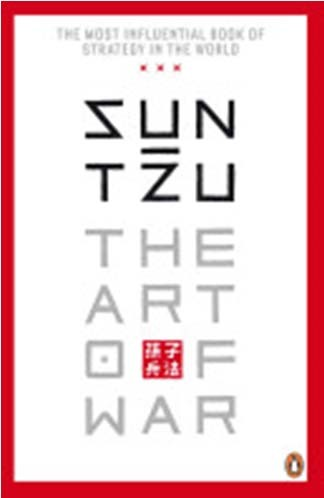 THE MOST INFLUENTIAL BOOK OF
STRATEGY IN THE WORLD
SUN
TZU
THE
ART
OF
WAR
孫子
兵法